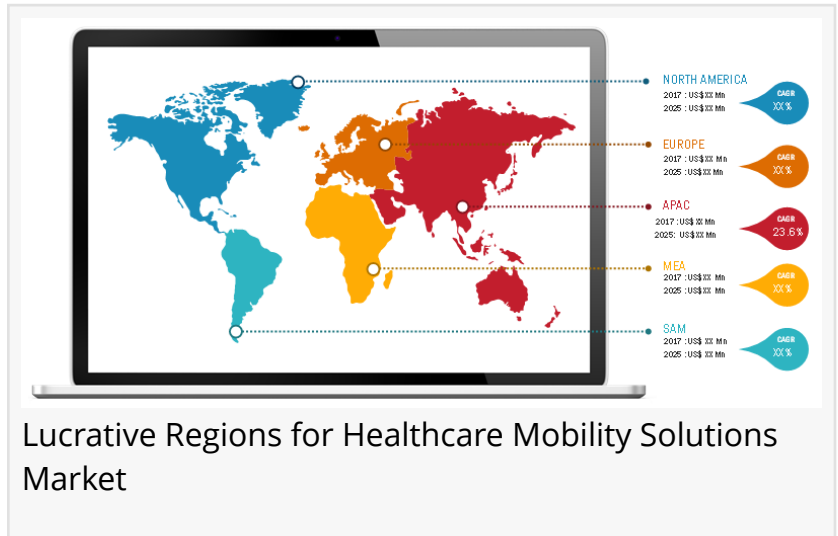 NORTH AMERICA
2017 : US$XX Mn
2025 : US$XX Mn
CAGR
XX%
EUROPE
2017 : US$XX Mn
2025 : US$XX Mn
CAGR
XX%
APAC
2017 :US$ XX Mn
2025: US$XX Mn
CAGR
23.6%
MEA
2017 :US$XX Mn
2025 : US$XX Mn
CAGR
XX%
SAM
2017 :US$ XX Mn
2025 :US$ XX Mn
CAGR
XX%
Lucrative Regions for Healthcare Mobility Solutions
Market